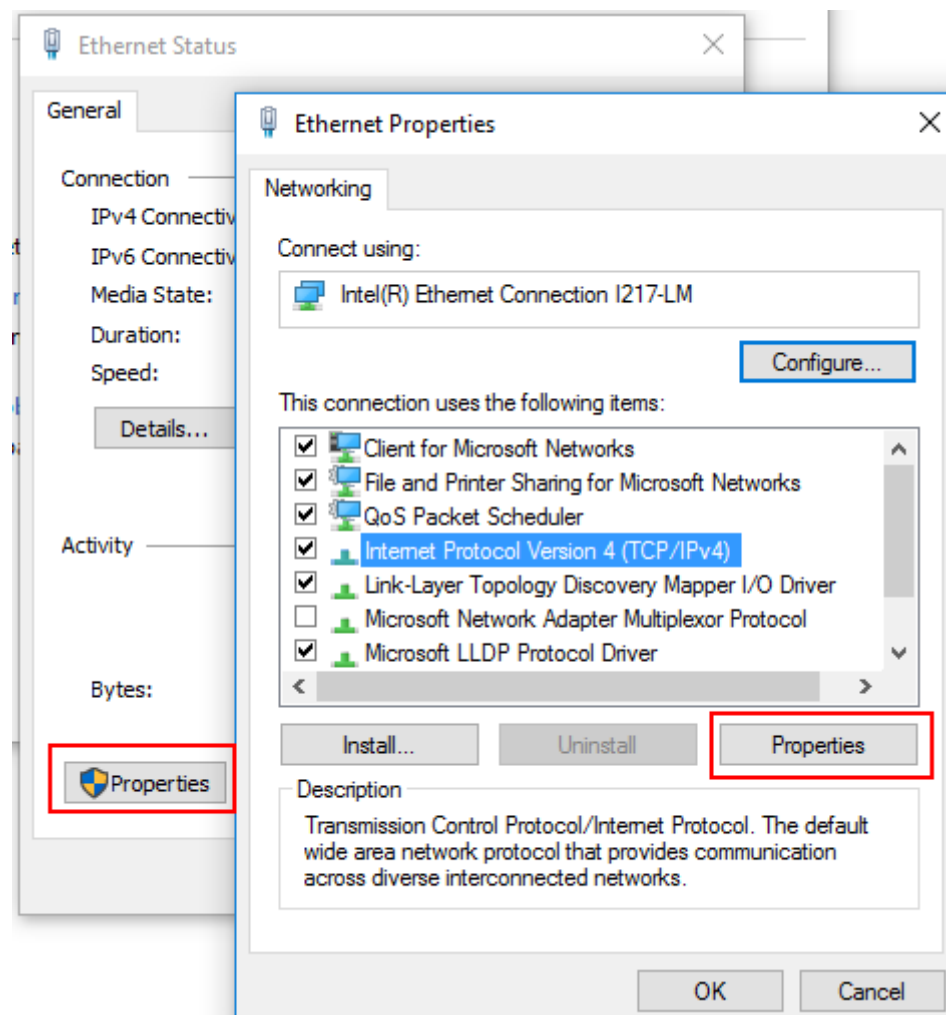 Ethernet Status
General
Connection
IPv4 Connectiv
IPv6 Connectiv
Media State:
Duration:
Speed:
Details...
Activity
Bytes:
Properties
Ethernet Properties
Networking
Connect using:
Intel(R) Ethernet Connection I217-LM
Configure...
This connection uses the following items:
Client for Microsoft Networks
File and Printer Sharing for Microsoft Networks
QoS Packet Scheduler
Internet Protocol Version 4 (TCP/IPv4)
Link-Layer Topology Discovery Mapper I/O Driver
Microsoft Network Adapter Multiplexor Protocol
Microsoft LLDP Protocol Driver
Install...
Uninstall
Properties
Description
Transmission Control Protocol/Internet Protocol. The default
wide area network protocol that provides communication
across diverse interconnected networks.
OK
Cancel